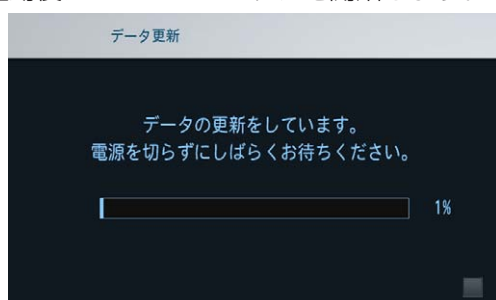 データ更新
データの更新をしています。
電源を切らずにしばらくお待ちください。
1%